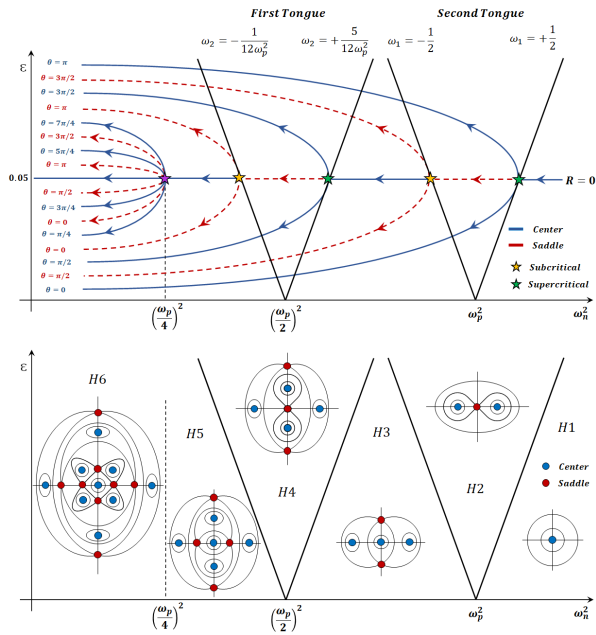 First Tongue
Second Tongue
ω₂ = −1/(12ω_p²)
ω₂ = +5/(12ω_p²)
ω₁ = −1/2
ω₁ = +1/2
ε
θ = π
θ = 3π/2
θ = 3π/2
θ = π
θ = 7π/4
θ = 3π/2
θ = 5π/4
θ = π
0.05
R = 0
θ = π/2
θ = 3π/4
θ = 0
θ = π/4
θ = 0
θ = π/2
θ = π/2
θ = 0
Center
Saddle
Subcritical
Supercritical
(ω_p/4)²
(ω_p/2)²
ω_p²
ω_n²
ε
H6
H5
H4
H3
H2
H1
Center
Saddle
(ω_p/4)²
(ω_p/2)²
ω_p²
ω_n²